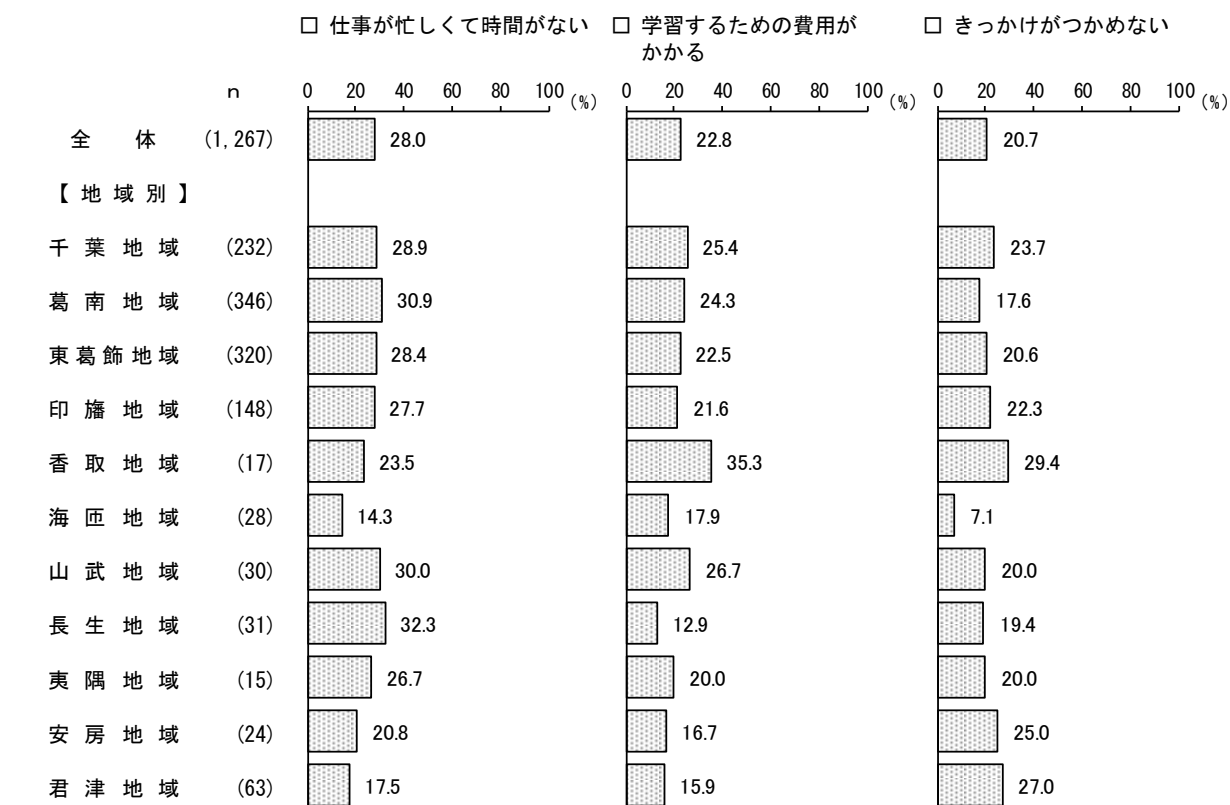 □ 仕事が忙しくて時間がない □ 学習するための費用が □ きっかけがつかめない
かかる
n 0 20 40 60 80 100 (%) 0 20 40 60 80 100 (%) 0 20 40 60 80 100 (%)
全体 (1,267) 28.0 22.8 20.7
【地域別】
千葉地域 (232) 28.9 25.4 23.7
葛南地域 (346) 30.9 24.3 17.6
東葛飾地域 (320) 28.4 22.5 20.6
印旛地域 (148) 27.7 21.6 22.3
香取地域 (17) 23.5 35.3 29.4
海匝地域 (28) 14.3 17.9 7.1
山武地域 (30) 30.0 26.7 20.0
長生地域 (31) 32.3 12.9 19.4
夷隅地域 (15) 26.7 20.0 20.0
安房地域 (24) 20.8 16.7 25.0
君津地域 (63) 17.5 15.9 27.0